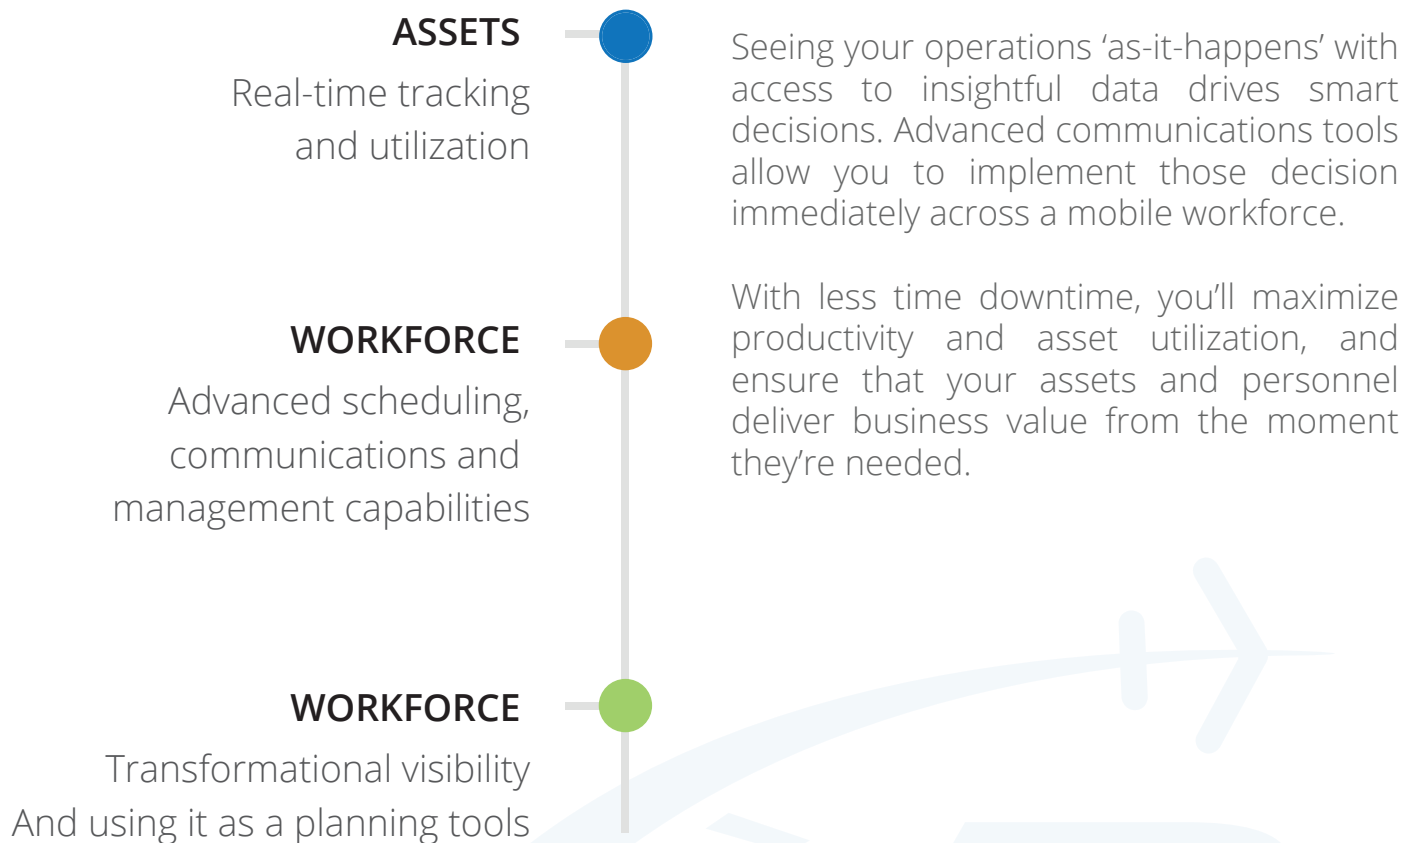 ASSETS
Real-time tracking
and utilization
WORKFORCE
Advanced scheduling,
communications and
management capabilities
WORKFORCE
Transformational visibility
And using it as a planning tools
Seeing your operations ‘as-it-happens’ with
access to insightful data drives smart
decisions. Advanced communications tools
allow you to implement those decision
immediately across a mobile workforce.
With less time downtime, you’ll maximize
productivity and asset utilization, and
ensure that your assets and personnel
deliver business value from the moment
they’re needed.